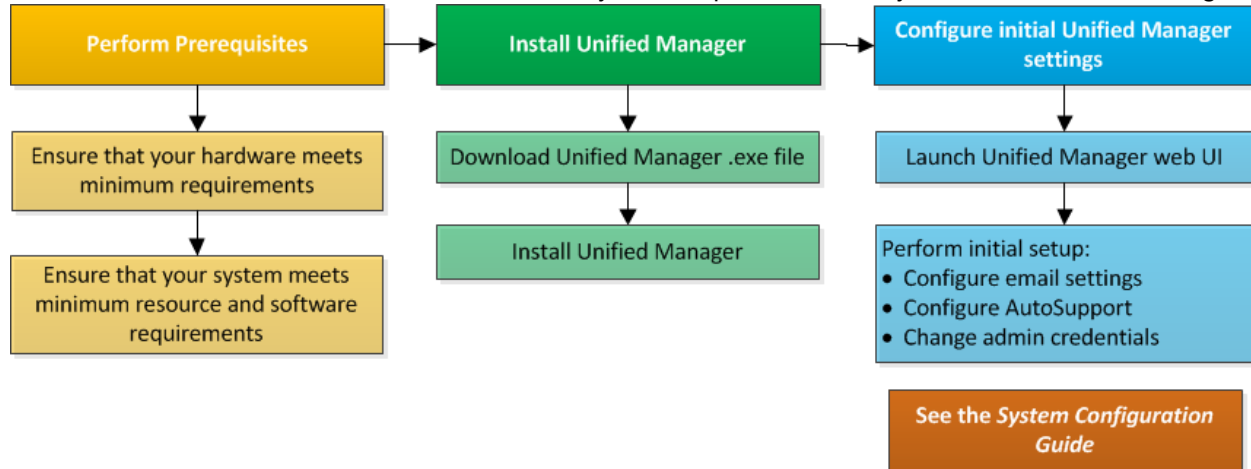 Perform Prerequisites
Install Unified Manager
Configure initial Unified Manager
settings
Ensure that your hardware meets
minimum requirements
Download Unified Manager .exe file
Launch Unified Manager web UI
Ensure that your system meets
minimum resource and software
requirements
Install Unified Manager
Perform initial setup:
• Configure email settings
• Configure AutoSupport
• Change admin credentials
See the System Configuration
Guide